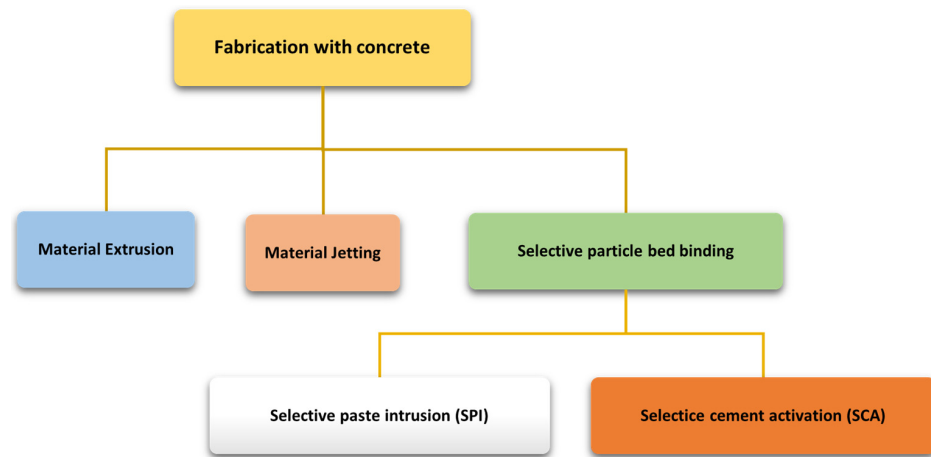 Fabrication with concrete
Material Extrusion
Material Jetting
Selective particle bed binding
Selective paste intrusion (SPI)
Selectice cement activation (SCA)